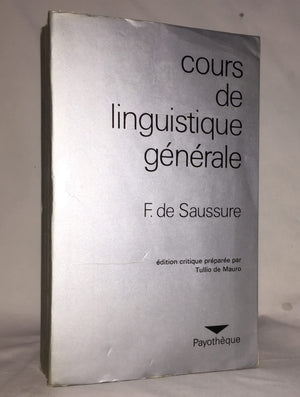 cours
de
linguistique
générale
F. de Saussure
édition critique préparée par
Tullio de Mauro
Payothèque